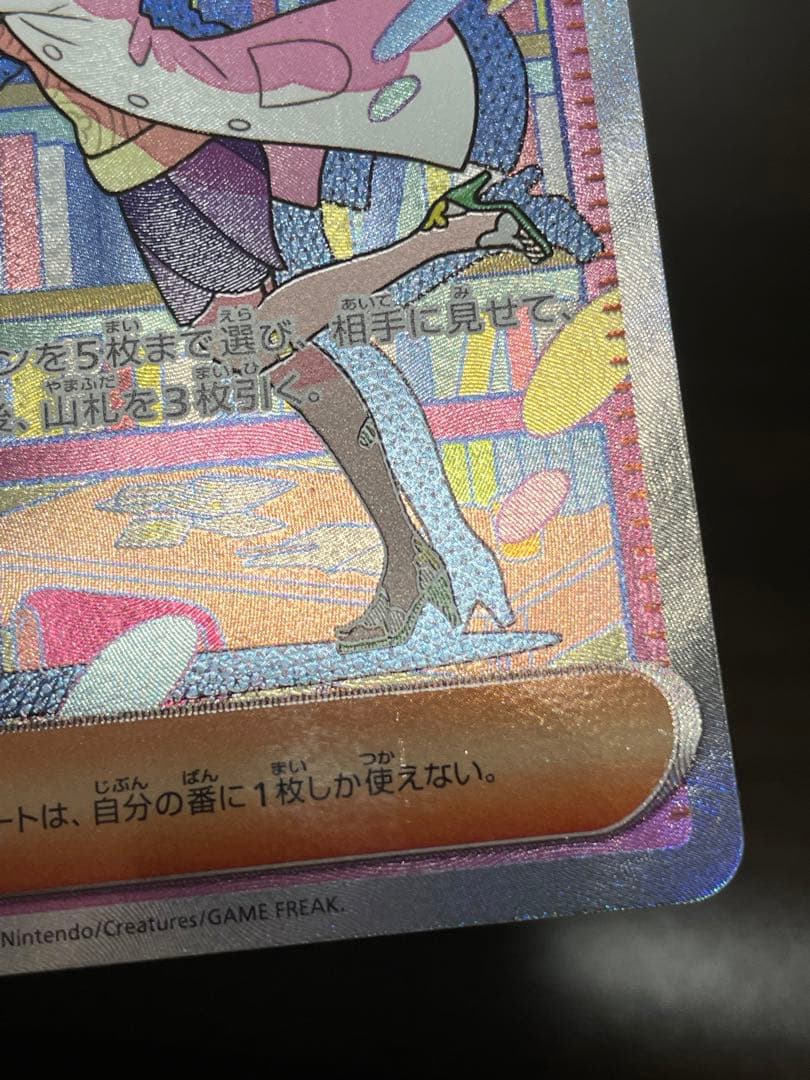 ンを5枚まで選び、相手に見せて、
後、山札を3枚引く。
ートは、自分の番に1枚しか使えない。
Nintendo/Creatures/GAME FREAK.